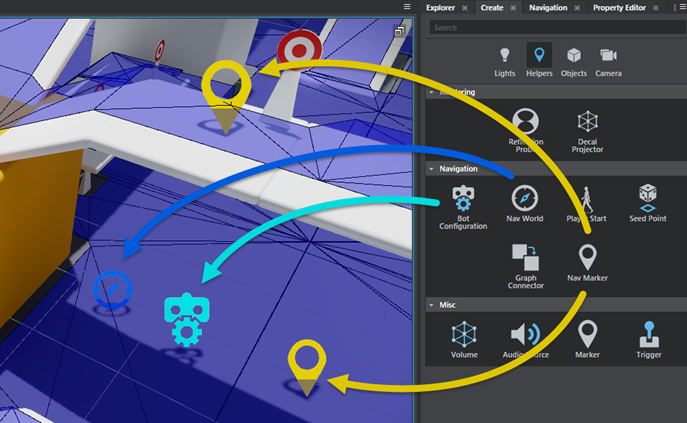 Explorer
Create
Navigation
Property Editor
Search
Lights
Helpers
Objects
Camera
Rendering
Reflection
Probe
Decal
Projector
Navigation
Bot
Configuration
Nav World
Player Start
Seed Point
Graph
Connector
Nav Marker
Misc
Volume
Audio Source
Marker
Trigger